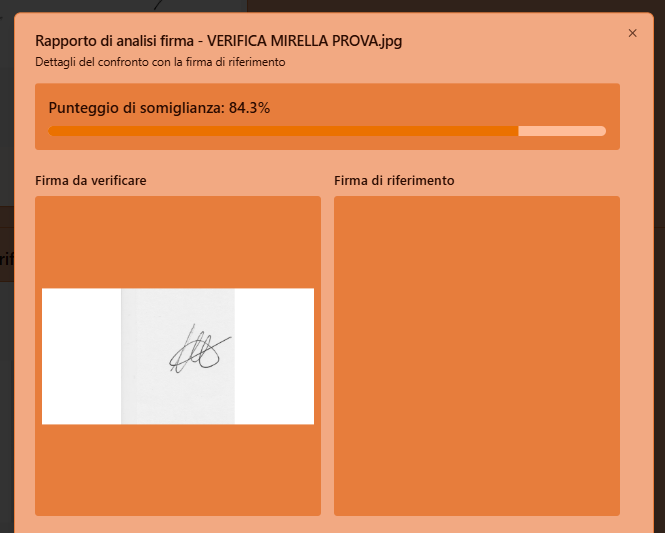 Rapporto di analisi firma - VERIFICA MIRELLA PROVA.jpg
Dettagli del confronto con la firma di riferimento
Punteggio di somiglianza: 84.3%
Firma da verificare
Firma di riferimento